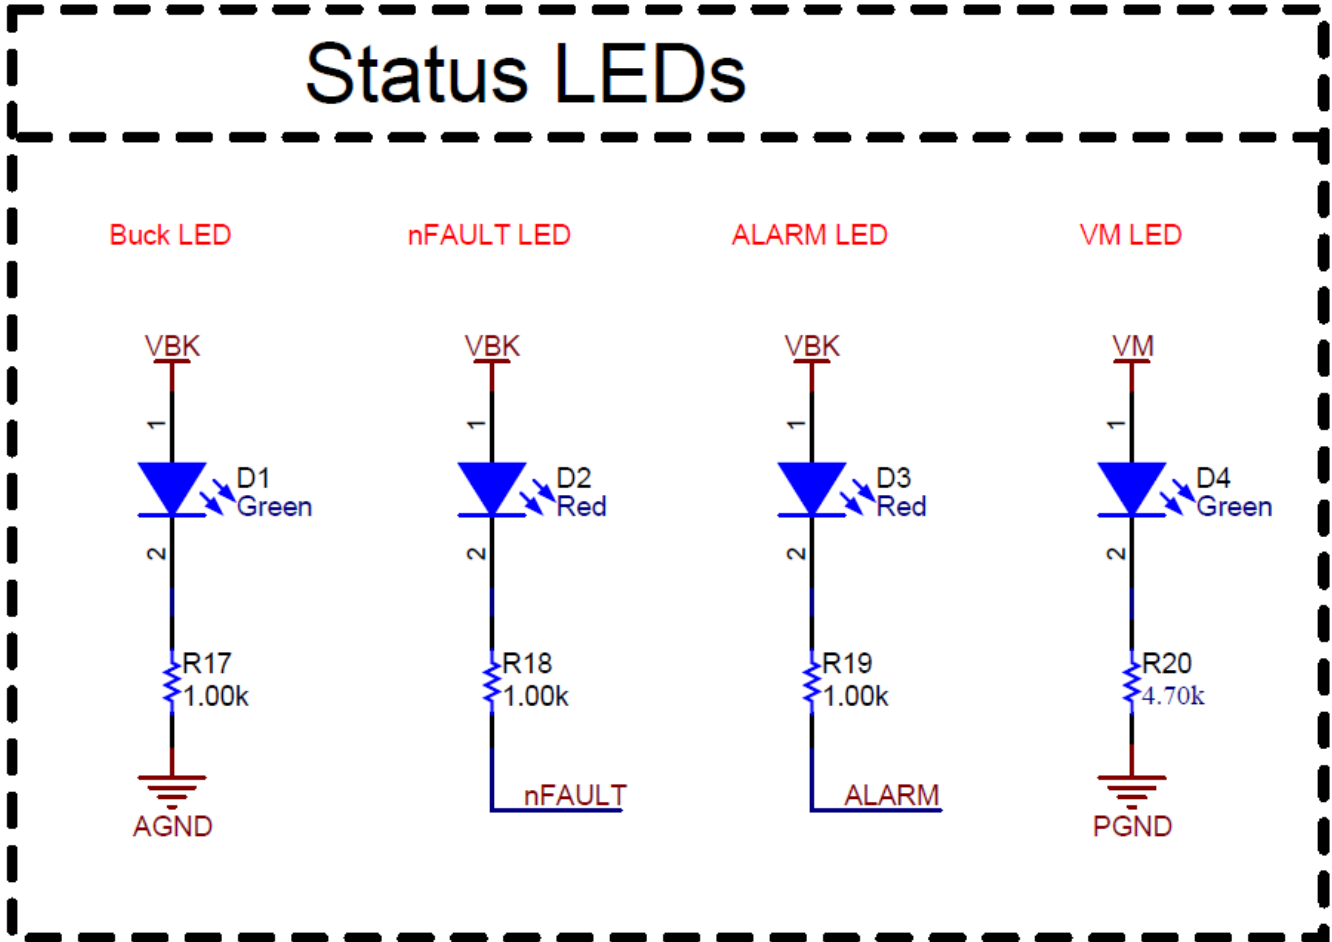 Status LEDs
Buck LED
nFAULT LED
ALARM LED
VM LED
VBK
VBK
VBK
VM
1
1
1
1
D1
Green
D2
Red
D3
Red
D4
Green
2
2
2
2
R17
1.00k
R18
1.00k
R19
1.00k
R20
4.70k
nFAULT
ALARM
AGND
PGND